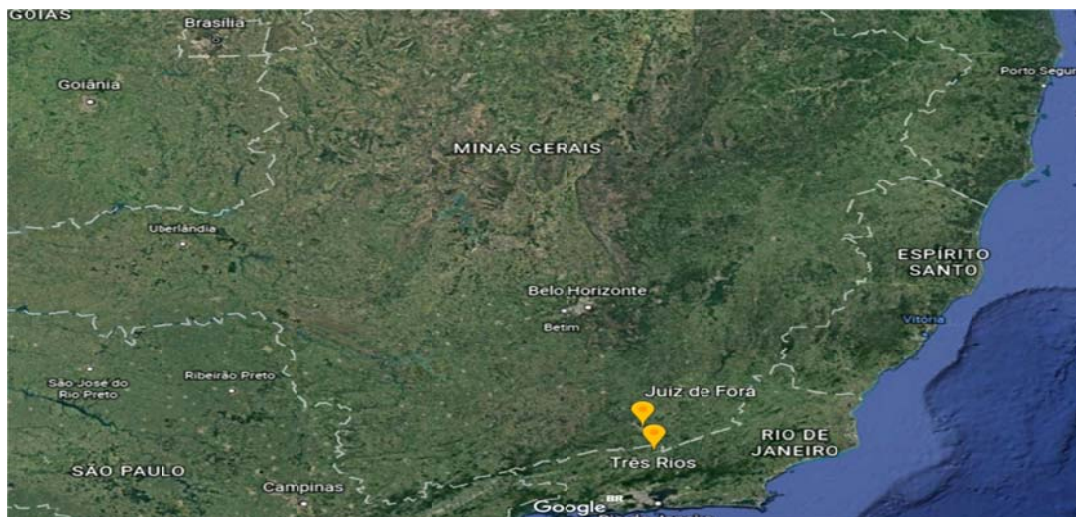 GOIÁS
Brasília
Goiânia
Porto Segur
MINAS GERAIS
Uberlândia
ESPÍRITO
SANTO
Belo Horizonte
Betim
Vitória
São José do
Rio Preto
Ribeirão Preto
Juiz de Fora
RIO DE
JANEIRO
Três Rios
SÃO PAULO
Campinas
Google
BR